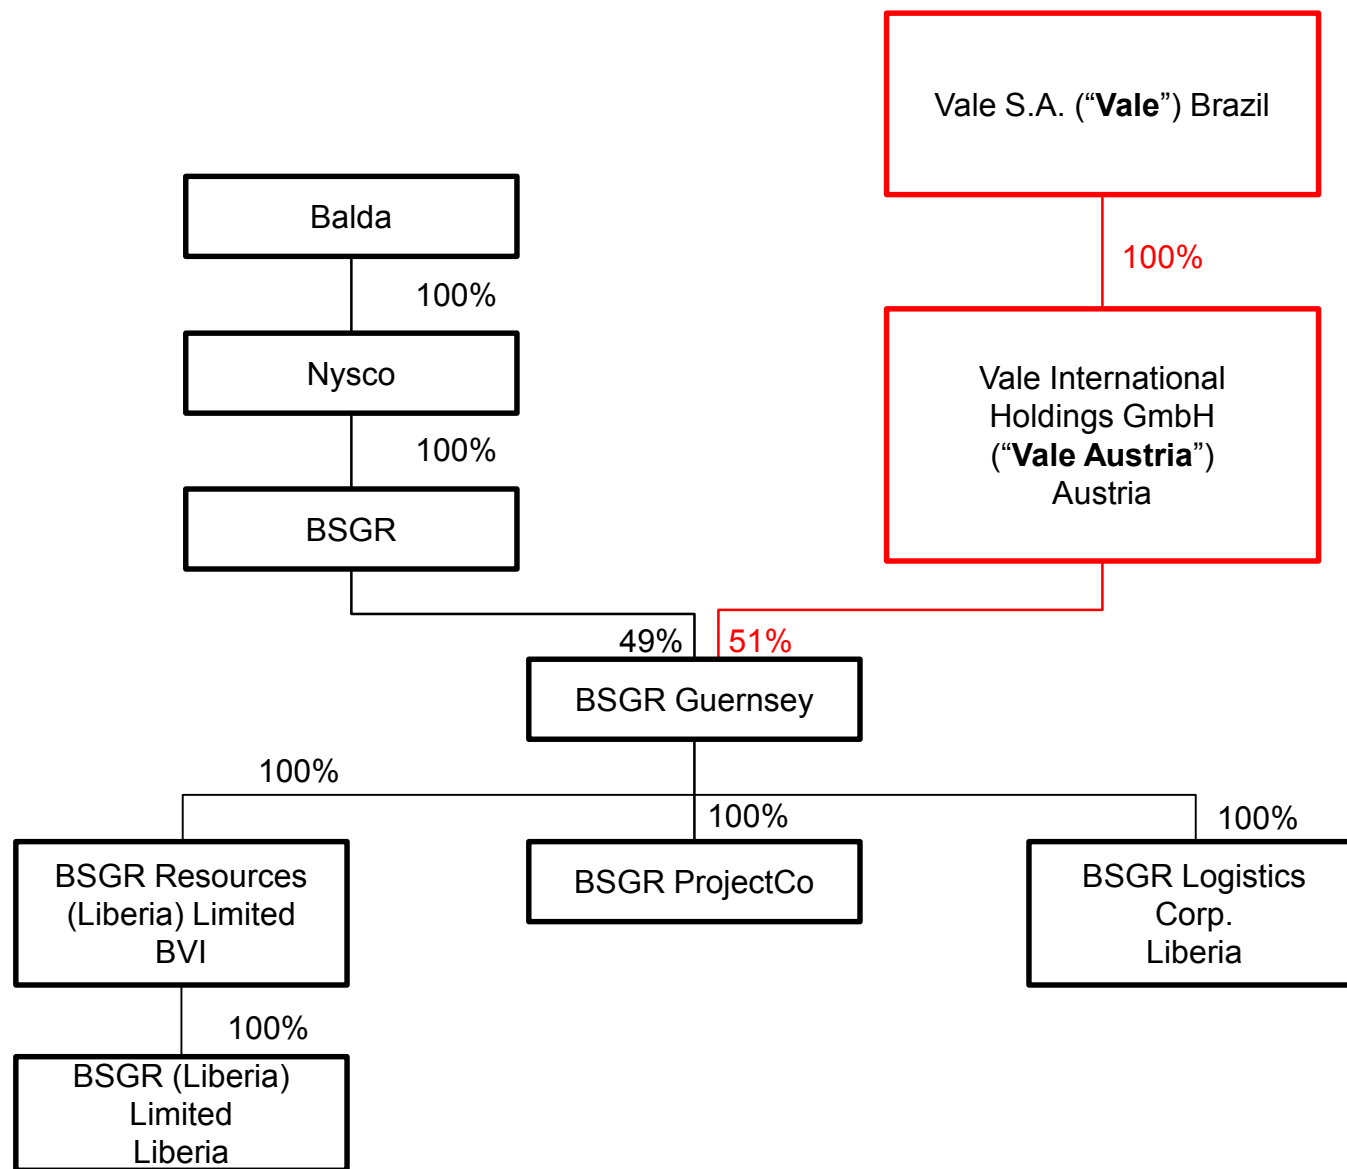 Vale S.A. (“Vale”) Brazil
Balda
100%
100%
Nysco
Vale International
Holdings GmbH
(“Vale Austria”)
Austria
100%
BSGR
49%
51%
BSGR Guernsey
100%
100%
100%
BSGR Resources
(Liberia) Limited
BVI
BSGR ProjectCo
BSGR Logistics
Corp.
Liberia
100%
BSGR (Liberia)
Limited
Liberia